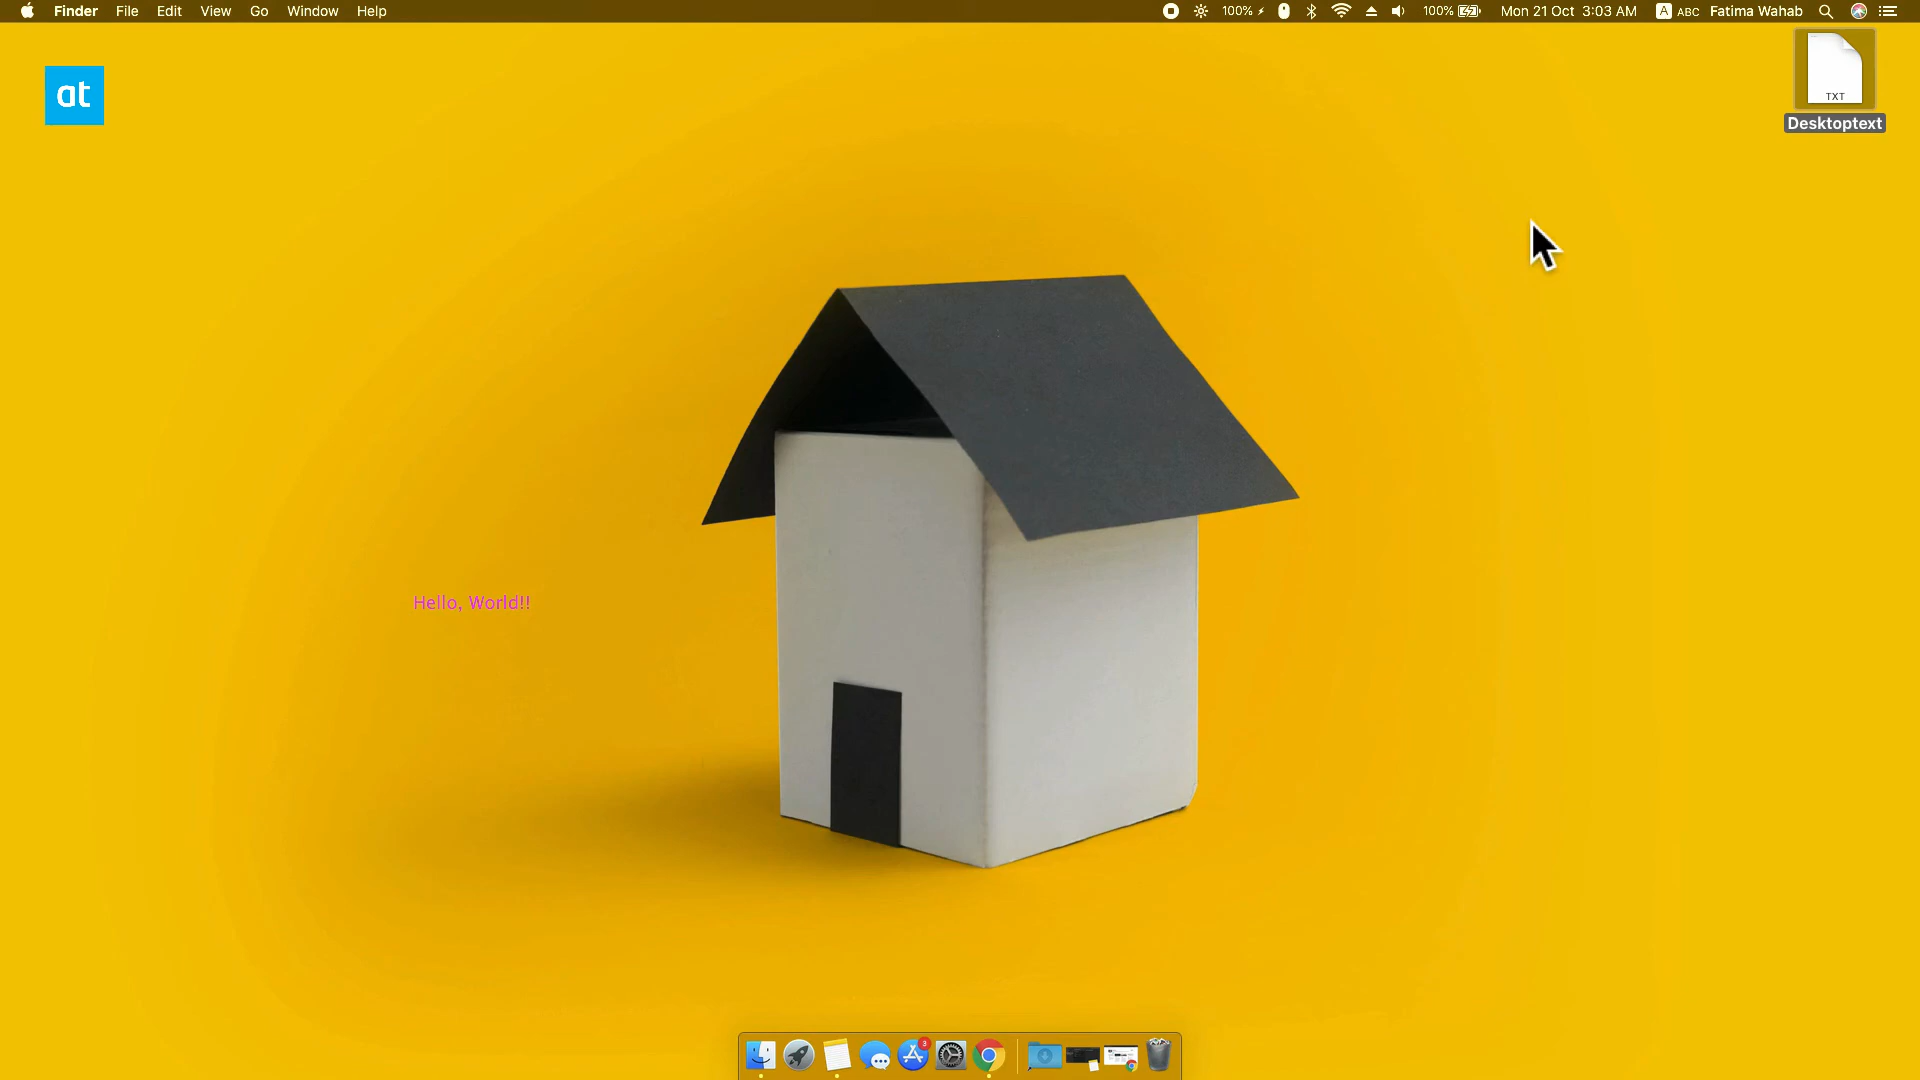 Finder File Edit View Go Window Help 100% 100% Mon 21 Oct 3:03 AM A ABC Fatima Wahab
at
TXT
Desktoptext
Hello, World!!
3